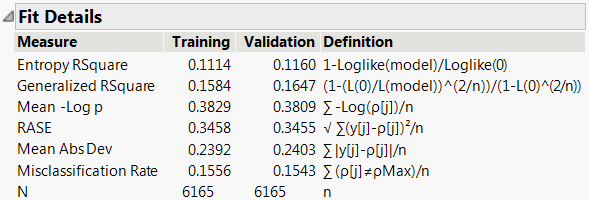 Fit Details
Measure Training Validation Definition
Entropy RSquare 0.1114 0.1160 1-Loglike(model)/Loglike(0)
Generalized RSquare 0.1584 0.1647 (1-(L(0)/L(model))^(2/n))/(1-L(0)^(2/n))
Mean -Log p 0.3829 0.3809 ∑ -Log(ρ[j])/n
RASE 0.3458 0.3455 √ ∑(y[j]-ρ[j])²/n
Mean Abs Dev 0.2392 0.2403 ∑ |y[j]-ρ[j]|/n
Misclassification Rate 0.1556 0.1543 ∑ (ρ[j]≠ρMax)/n
N 6165 6165 n